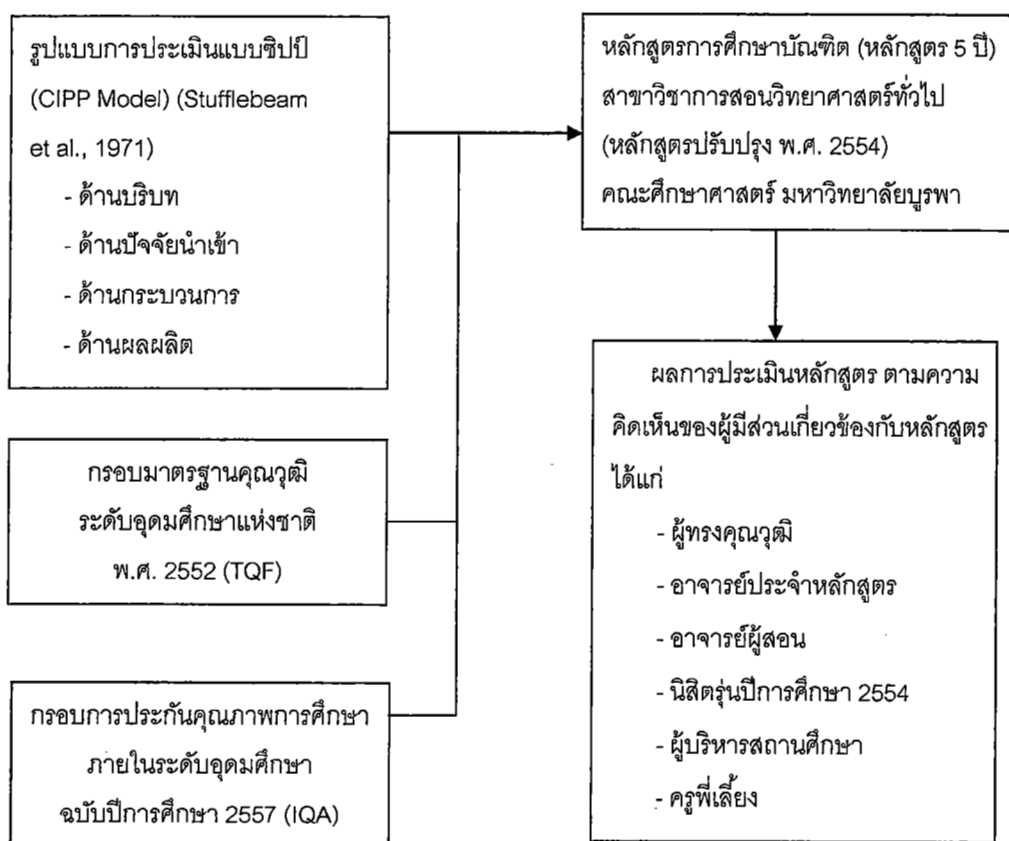 รูปแบบการประเมินแบบซิปป์
(CIPP Model) (Stufflebeam
et al., 1971)
- ด้านบริบท
- ด้านปัจจัยนำเข้า
- ด้านกระบวนการ
- ด้านผลผลิต
กรอบมาตรฐานคุณวุฒิ
ระดับอุดมศึกษาแห่งชาติ
พ.ศ. 2552 (TQF)
กรอบการประกันคุณภาพการศึกษา
ภายในระดับอุดมศึกษา
ฉบับปีการศึกษา 2557 (IQA)
หลักสูตรการศึกษาบัณฑิต (หลักสูตร 5 ปี)
สาขาวิชาการสอนวิทยาศาสตร์ทั่วไป
(หลักสูตรปรับปรุง พ.ศ. 2554)
คณะศึกษาศาสตร์ มหาวิทยาลัยบูรพา
ผลการประเมินหลักสูตร ตามความ
คิดเห็นของผู้มีส่วนเกี่ยวข้องกับหลักสูตร
ได้แก่
- ผู้ทรงคุณวุฒิ
- อาจารย์ประจำหลักสูตร
- อาจารย์ผู้สอน
- นิสิตรุ่นปีการศึกษา 2554
- ผู้บริหารสถานศึกษา
- ครูพี่เลี้ยง